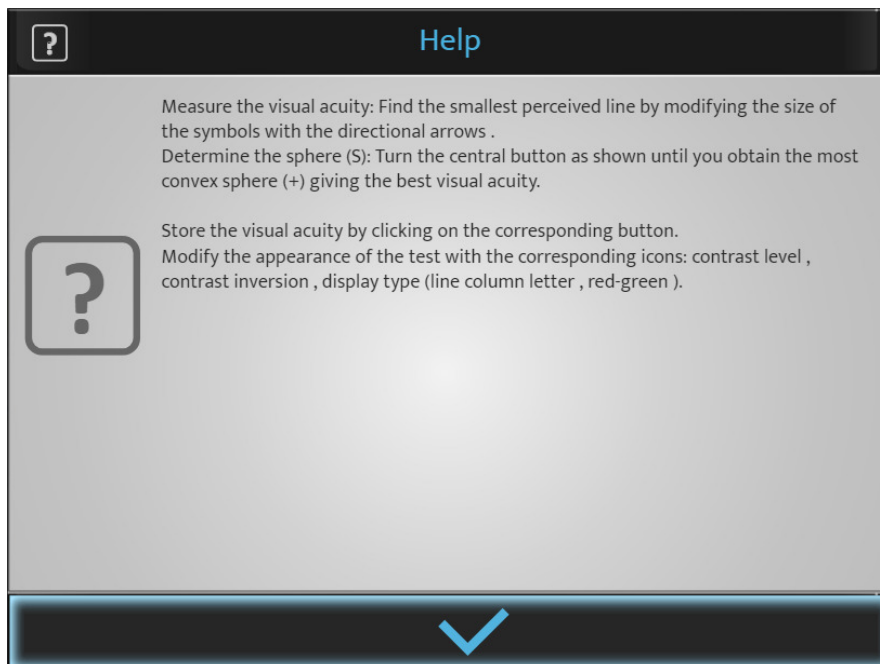 Help
Measure the visual acuity: Find the smallest perceived line by modifying the size of
the symbols with the directional arrows .
Determine the sphere (S): Turn the central button as shown until you obtain the most
convex sphere (+) giving the best visual acuity.
Store the visual acuity by clicking on the corresponding button.
Modify the appearance of the test with the corresponding icons: contrast level ,
contrast inversion , display type (line column letter , red-green ).